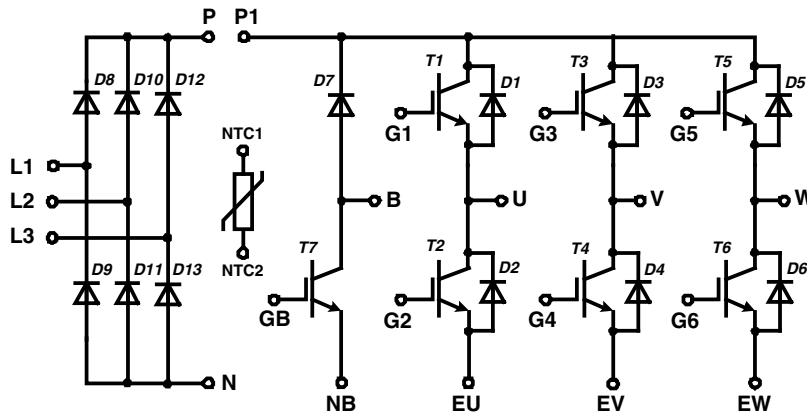 P P1
D8 D10 D12 D7 T1 D1 T3 D3 T5 D5
NTC1
G1 G3 G5
L1
L2 B U V W
L3
T7 T2 D2 T4 D4 T6 D6
NTC2
D9 D11 D13
GB G2 G4 G6
N
NB EU EV EW